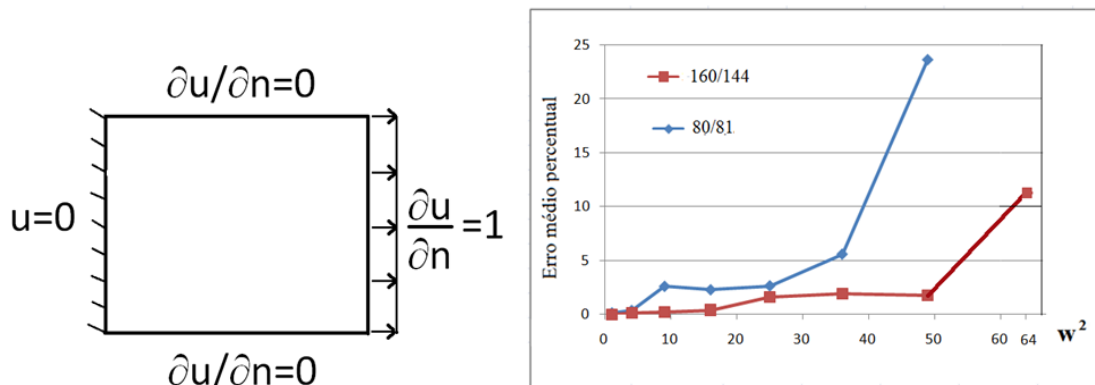 ∂u/∂n=0
u=0
∂u/∂n=1
∂u/∂n=0
Erro médio percentual
25
20
15
10
5
0
160/144
80/81
0 10 20 30 40 50 60 64
w²